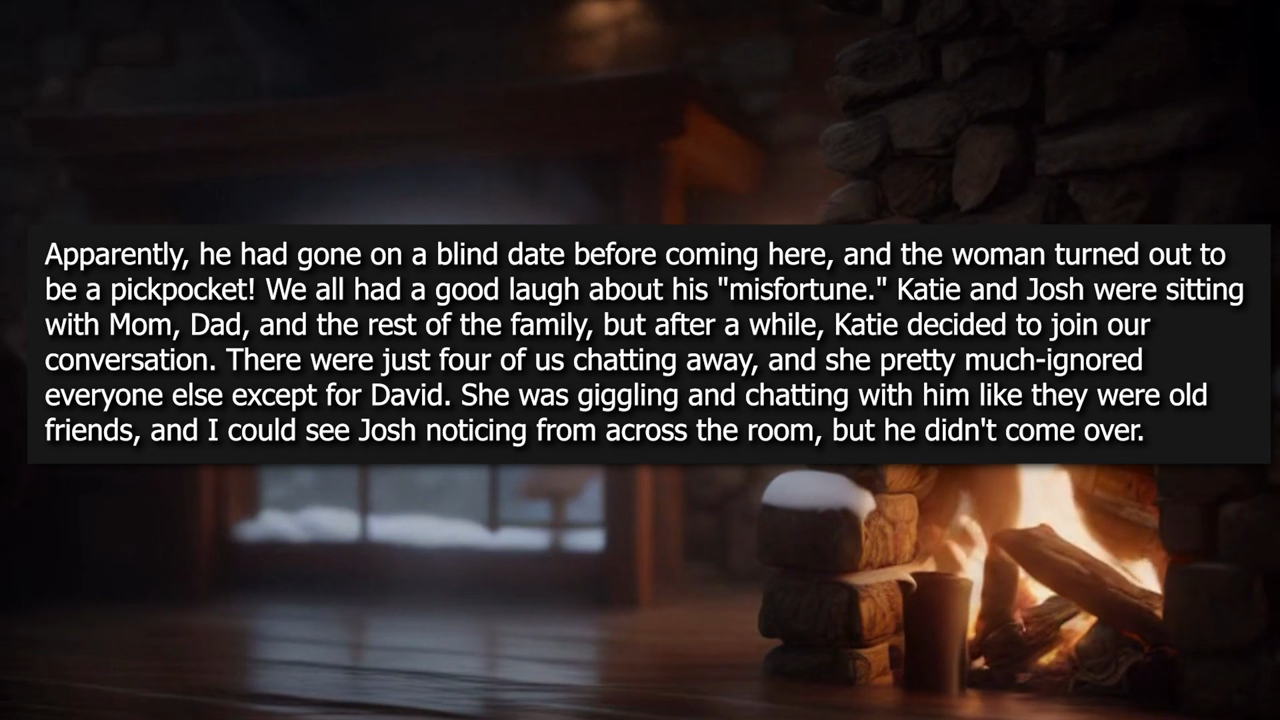 Apparently, he had gone on a blind date before coming here, and the woman turned out to
be a pickpocket! We all had a good laugh about his "misfortune." Katie and Josh were sitting
with Mom, Dad, and the rest of the family, but after a while, Katie decided to join our
conversation. There were just four of us chatting away, and she pretty much-ignored
everyone else except for David. She was giggling and chatting with him like they were old
friends, and I could see Josh noticing from across the room, but he didn't come over.